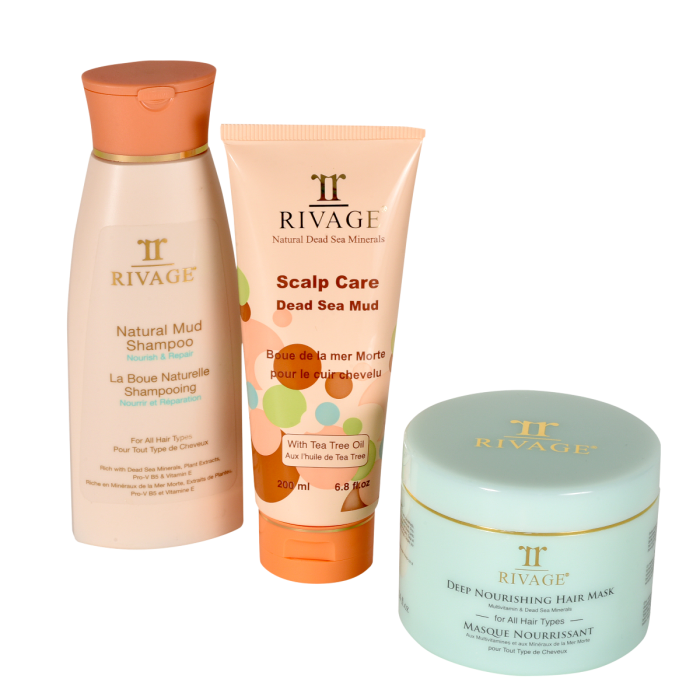 RIVAGE
Natural Mud
Shampoo
Nourish & Repair
La Boue Naturelle
Shampooing
Nourrir et Réparation
For All Hair Types
Pour Tout Type de Cheveux
Rich with Dead Sea Minerals, Plant Extracts,
Pro-V B5 & Vitamin E
Riche en Minéraux de la Mer Morte, Extraits de Plantes,
Pro-V B5 et Vitamine E
RIVAGE
Natural Dead Sea Minerals
Scalp Care
Dead Sea Mud
Boue de la mer Morte
pour le cuir chevelu
With Tea Tree Oil
Aux l'huile de Tea Tree
200 ml 6.8 fl.oz
RIVAGE®
RIVAGE®
Deep Nourishing Hair Mask
Multivitamin & Dead Sea Minerals
for All Hair Types
Masque Nourrissant
Aux Multivitamines et aux Minéraux de la Mer Morte
pour Tout Type de Cheveux